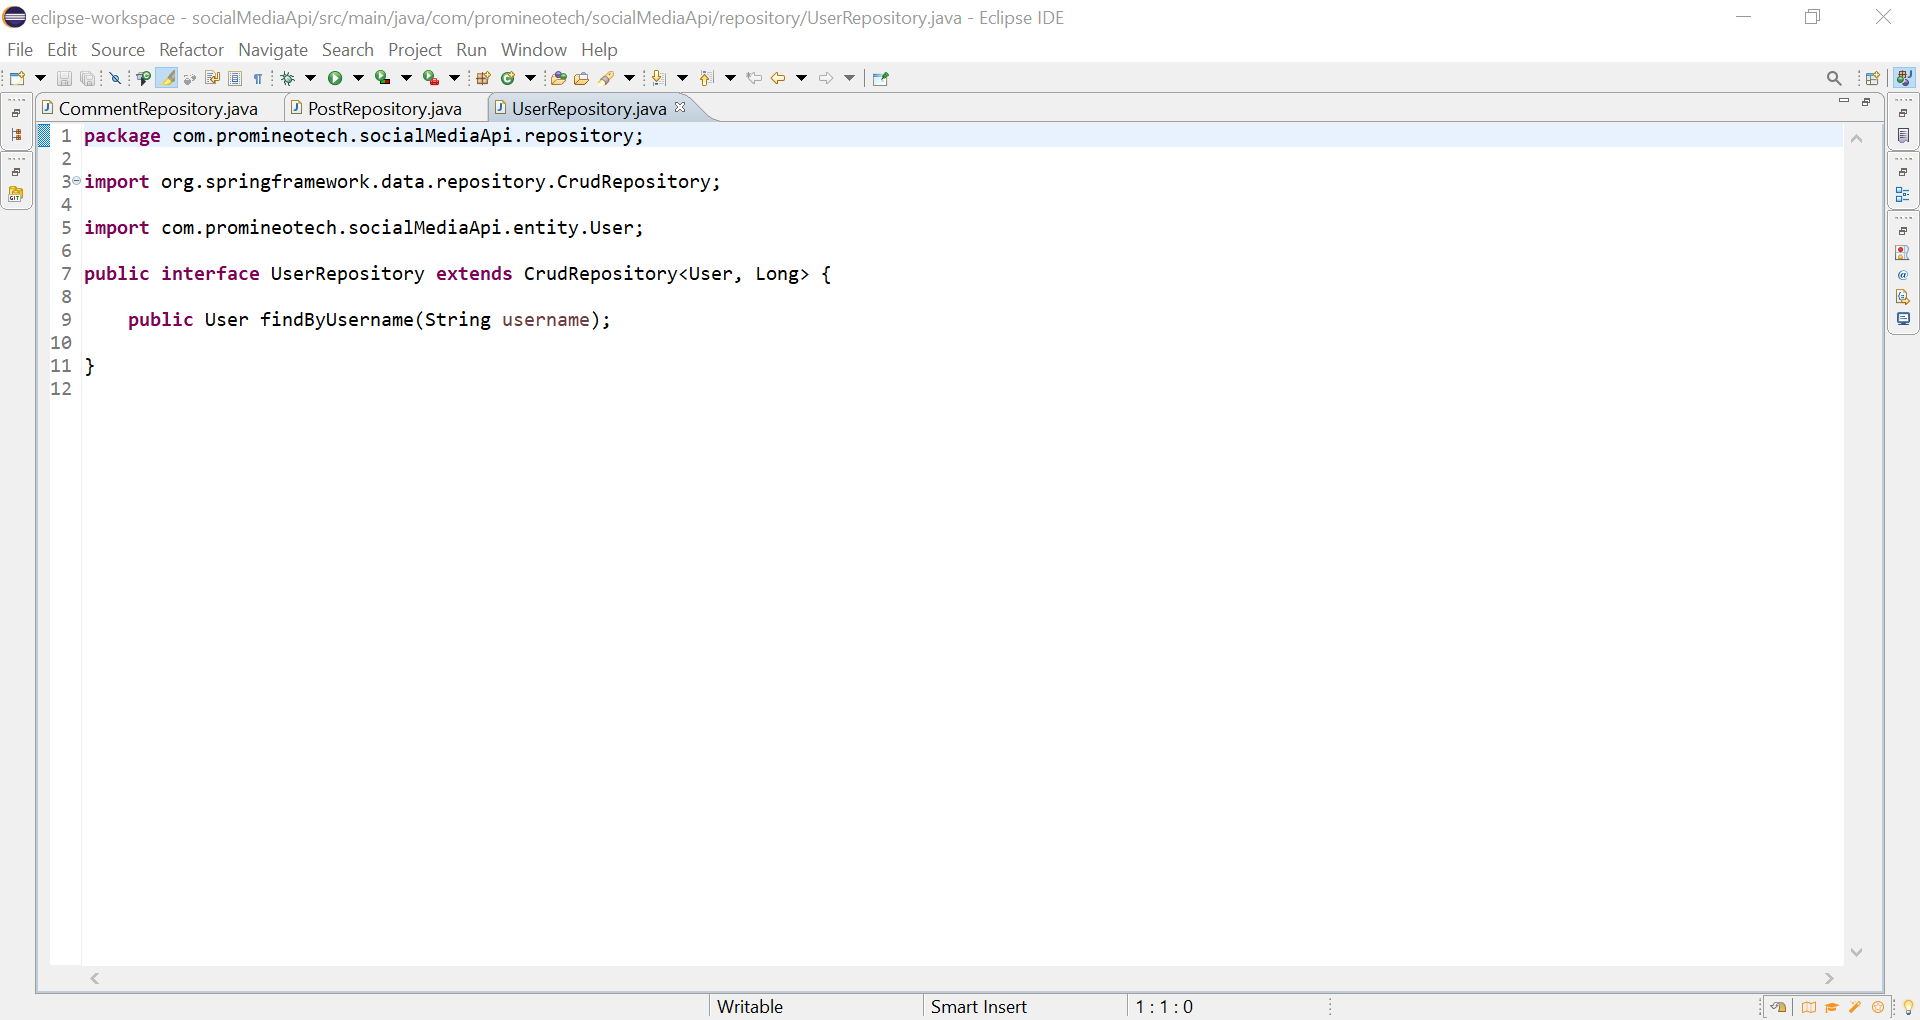 eclipse-workspace - socialMediaApi/src/main/java/com/promineotech/socialMediaApi/repository/UserRepository.java - Eclipse IDE
File Edit Source Refactor Navigate Search Project Run Window Help
CommentRepository.java PostRepository.java UserRepository.java
1 package com.promineotech.socialMediaApi.repository;
2
3 import org.springframework.data.repository.CrudRepository;
4
5 import com.promineotech.socialMediaApi.entity.User;
6
7 public interface UserRepository extends CrudRepository<User, Long> {
8
9 public User findByUsername(String username);
10
11 }
12
Writable Smart Insert 1 : 1 : 0